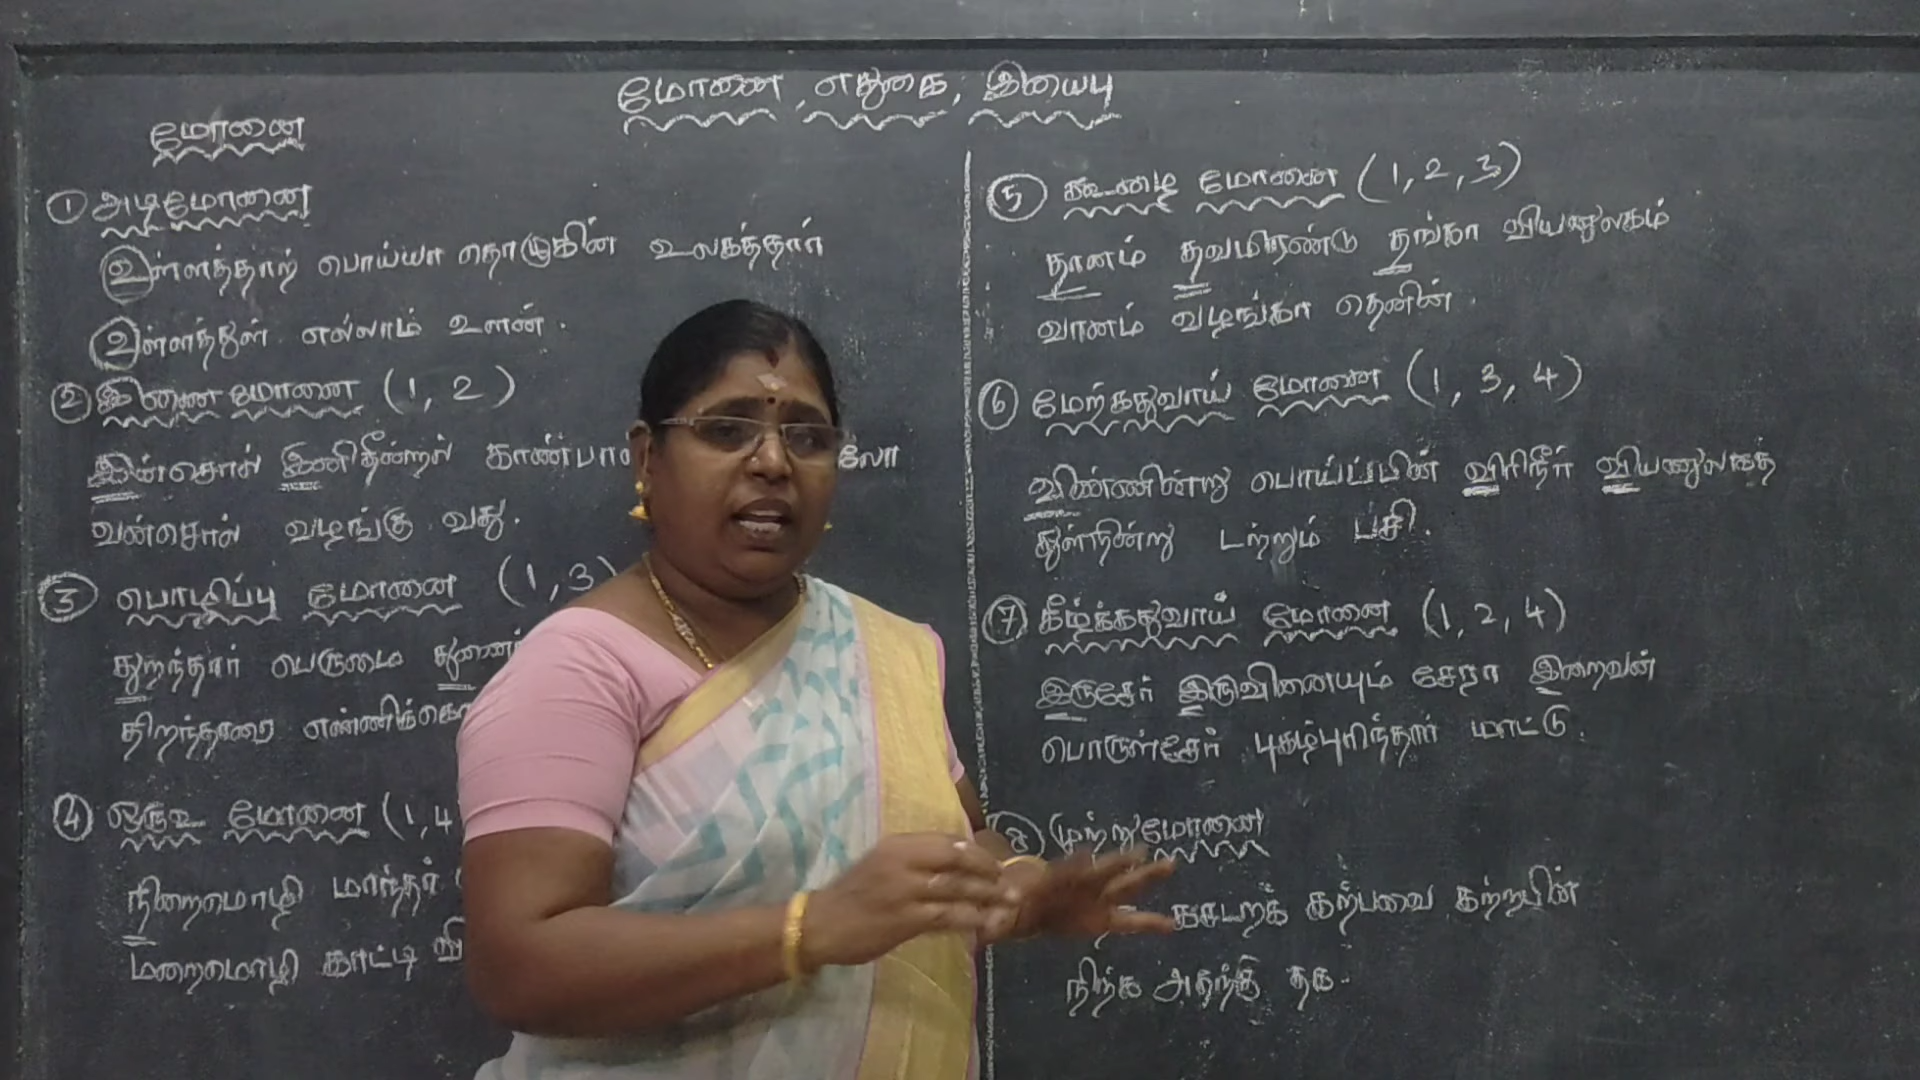 மோனை, எதுகை, இயைபு
மோனை
① அடிமோனை
உள்ளத்தாற் பொய்யா தொழுகின் உலகத்தார்
உள்ளத்துள் எல்லாம் உளன்.
② இணை மோனை (1, 2)
இன்சொல் இனிதீன்றல் காண்பா லோ
வன்சொல் வழங்கு வது.
③ பொழிப்பு மோனை (1, 3)
துறந்தார் பெருமை
திறந்தாரை
④ ஒரூஉ மோனை (1, 4
நிறைமொழி மாந்தர்
மறைமொழி காட்டி
⑤ கூழை மோனை (1, 2, 3)
தானம் தவமிரண்டு தங்கா வியனுலகம்
வானம் வழங்கா தெனின்.
⑥ மேற்கதுவாய் மோனை (1, 3, 4)
விண்ணின்று பொய்ப்பின் விரிநீர் வியனுலகத்
துள்நின்று டற்றும் பசி.
⑦ கீழ்க்கதுவாய் மோனை (1, 2, 4)
இருள்சேர் இருவினையும் சேரா இறைவன்
பொருள்சேர் புகழ்புரிந்தார் மாட்டு.
⑧ முற்றுமோனை
கசடறக் கற்பவை கற்றபின்
நிற்க அதற்குத் தக.